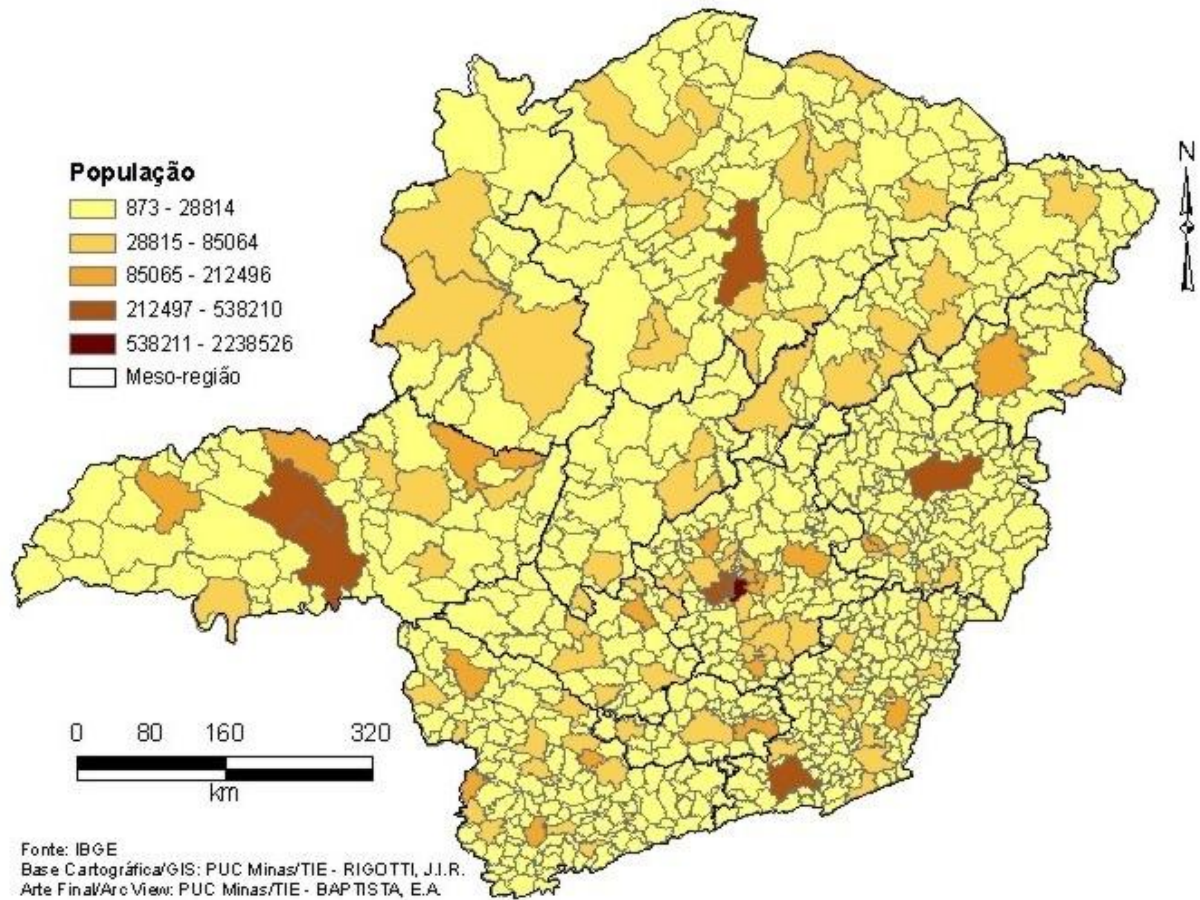 População
873 - 28814
28815 - 85064
85065 - 212496
212497 - 538210
538211 - 2238526
Meso-região
N
0 80 160 320
km
Fonte: IBGE
Base Cartográfica/GIS: PUC Minas/TIE - RIGOTTI, J.I.R.
Arte Final/Arc View: PUC Minas/TIE - BAPTISTA, E.A.